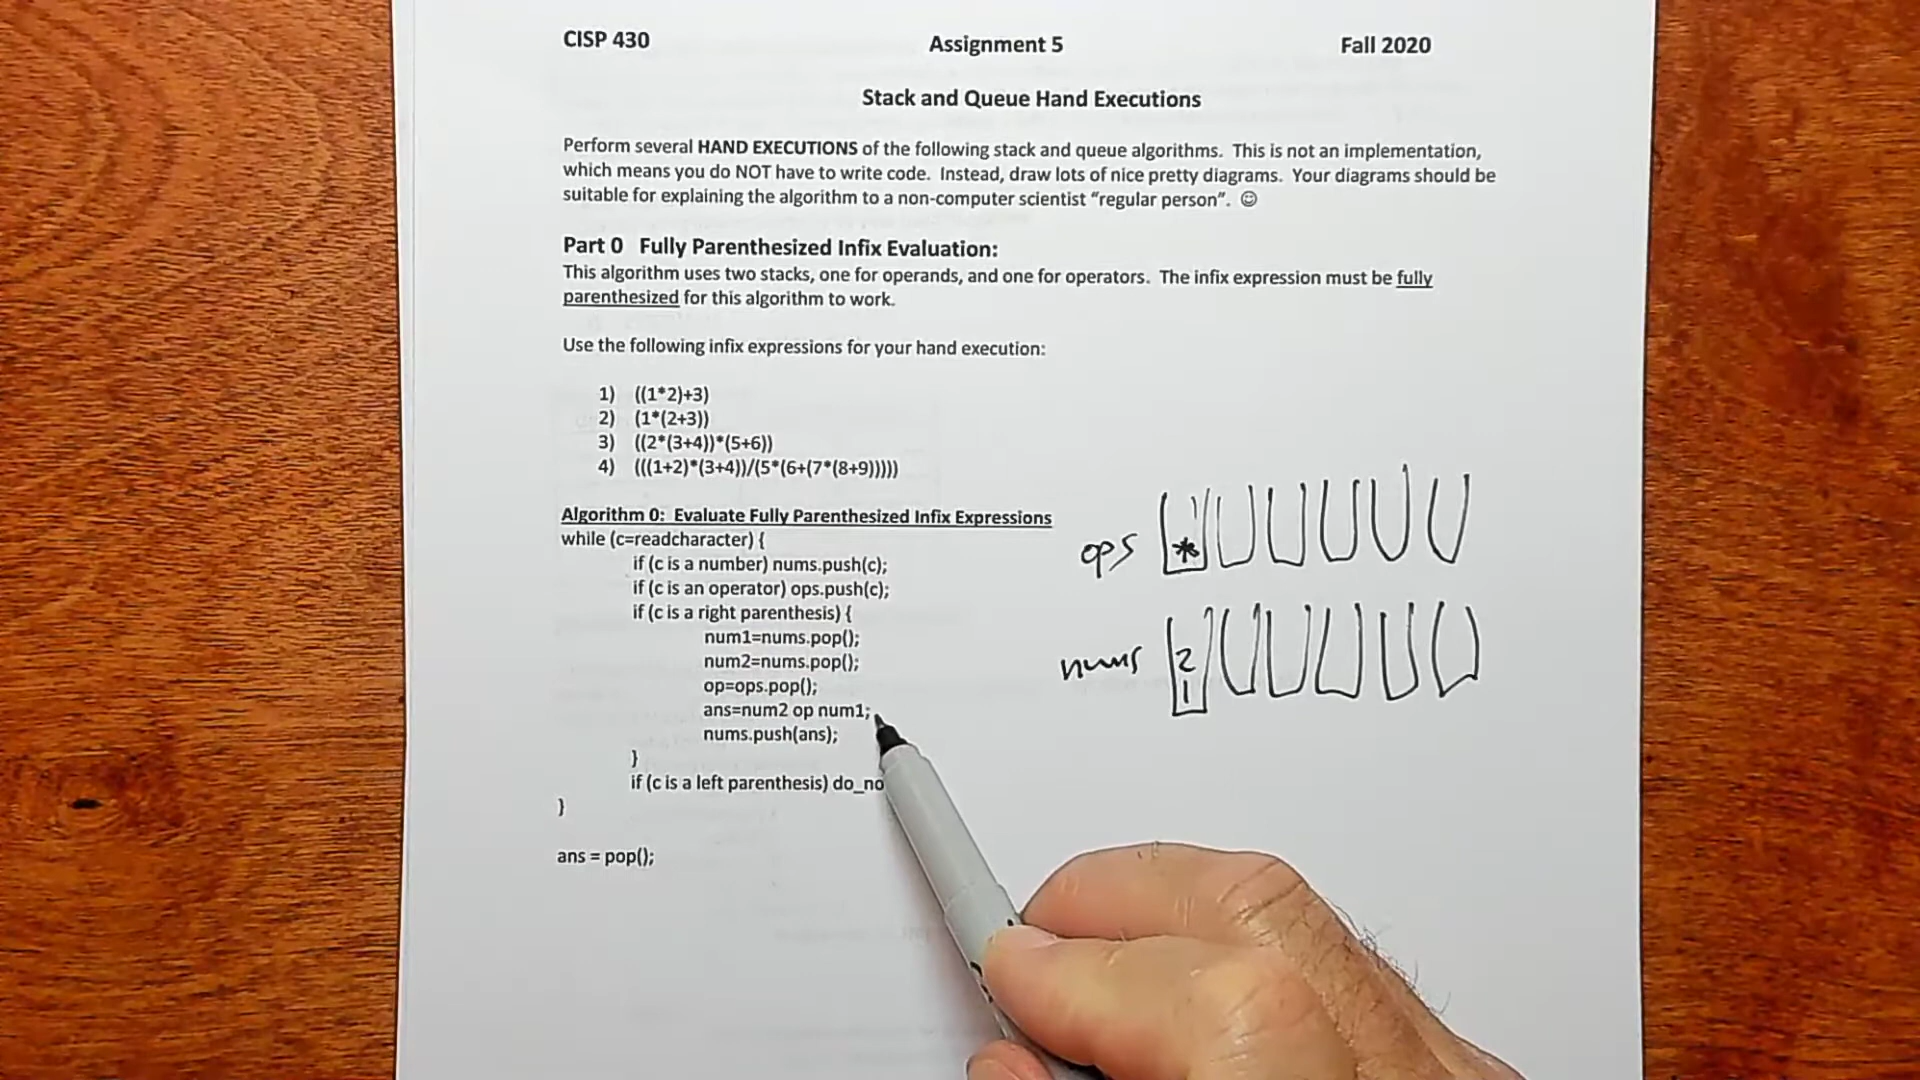 CISP 430 Assignment 5 Fall 2020
Stack and Queue Hand Executions
Perform several HAND EXECUTIONS of the following stack and queue algorithms. This is not an implementation,
which means you do NOT have to write code. Instead, draw lots of nice pretty diagrams. Your diagrams should be
suitable for explaining the algorithm to a non-computer scientist “regular person”. ☺
Part 0 Fully Parenthesized Infix Evaluation:
This algorithm uses two stacks, one for operands, and one for operators. The infix expression must be fully
parenthesized for this algorithm to work.
Use the following infix expressions for your hand execution:
1) ((1*2)+3)
2) (1*(2+3))
3) ((2*(3+4))*(5+6))
4) (((1+2)*(3+4))/(5*(6+(7*(8+9)))))
Algorithm 0: Evaluate Fully Parenthesized Infix Expressions
while (c=readcharacter) {
if (c is a number) nums.push(c);
if (c is an operator) ops.push(c);
if (c is a right parenthesis) {
num1=nums.pop();
num2=nums.pop();
op=ops.pop();
ans=num2 op num1;
nums.push(ans);
}
if (c is a left parenthesis) do_no
}
ans = pop();
ops *
nums 2
1